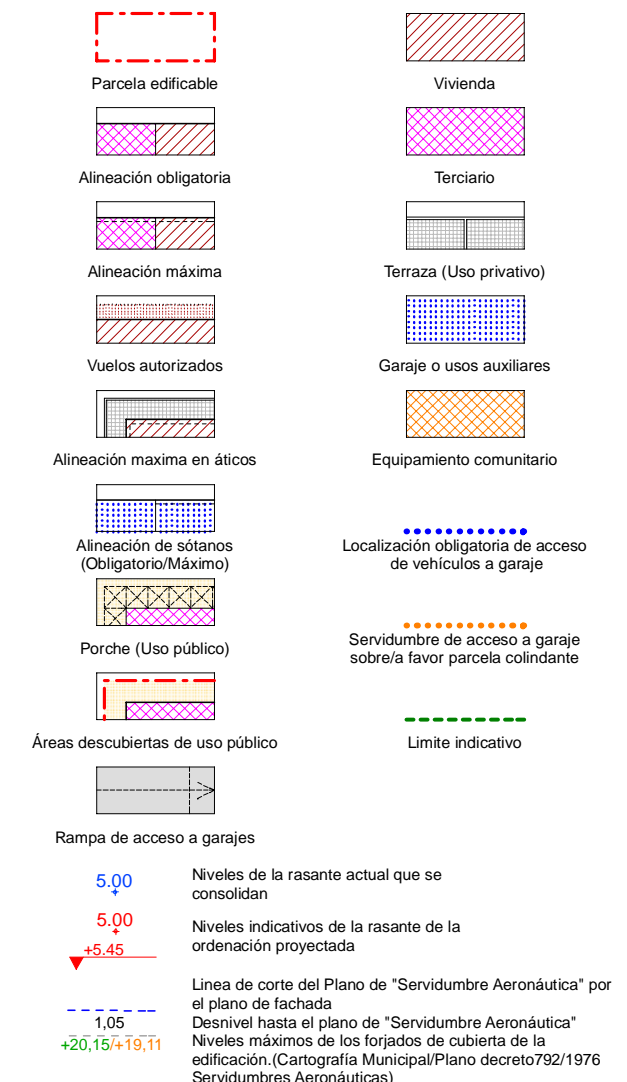 Parcela edificable
Vivienda
Alineación obligatoria
Terciario
Alineación máxima
Terraza (Uso privativo)
Vuelos autorizados
Garaje o usos auxiliares
Alineación maxima en áticos
Equipamiento comunitario
Alineación de sótanos
(Obligatorio/Máximo)
Localización obligatoria de acceso
de vehículos a garaje
Porche (Uso público)
Servidumbre de acceso a garaje
sobre/a favor parcela colindante
Áreas descubiertas de uso público
Limite indicativo
Rampa de acceso a garajes
5.00
Niveles de la rasante actual que se
consolidan
5.00
+5.45
Niveles indicativos de la rasante de la
ordenación proyectada
Linea de corte del Plano de "Servidumbre Aeronáutica" por
el plano de fachada
1,05
Desnivel hasta el plano de "Servidumbre Aeronáutica"
+20,15/+19,11
Niveles máximos de los forjados de cubierta de la
edificación.(Cartografía Municipal/Plano decreto792/1976
Servidumbres Aeronáuticas)